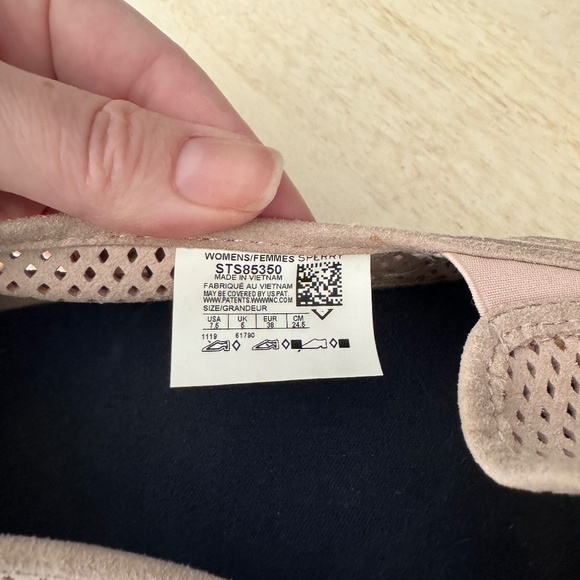 WOMENS/FEMMES SPERRY
STS85350
MADE IN VIETNAM
FABRIQUÉ AU VIETNAM
MAY BE COVERED BY US PAT.
WWW.PATENTS.WWWINC.COM
SIZE/GRANDEUR
USA UK EUR CM
7.5 5 38 24.5
1119 61790